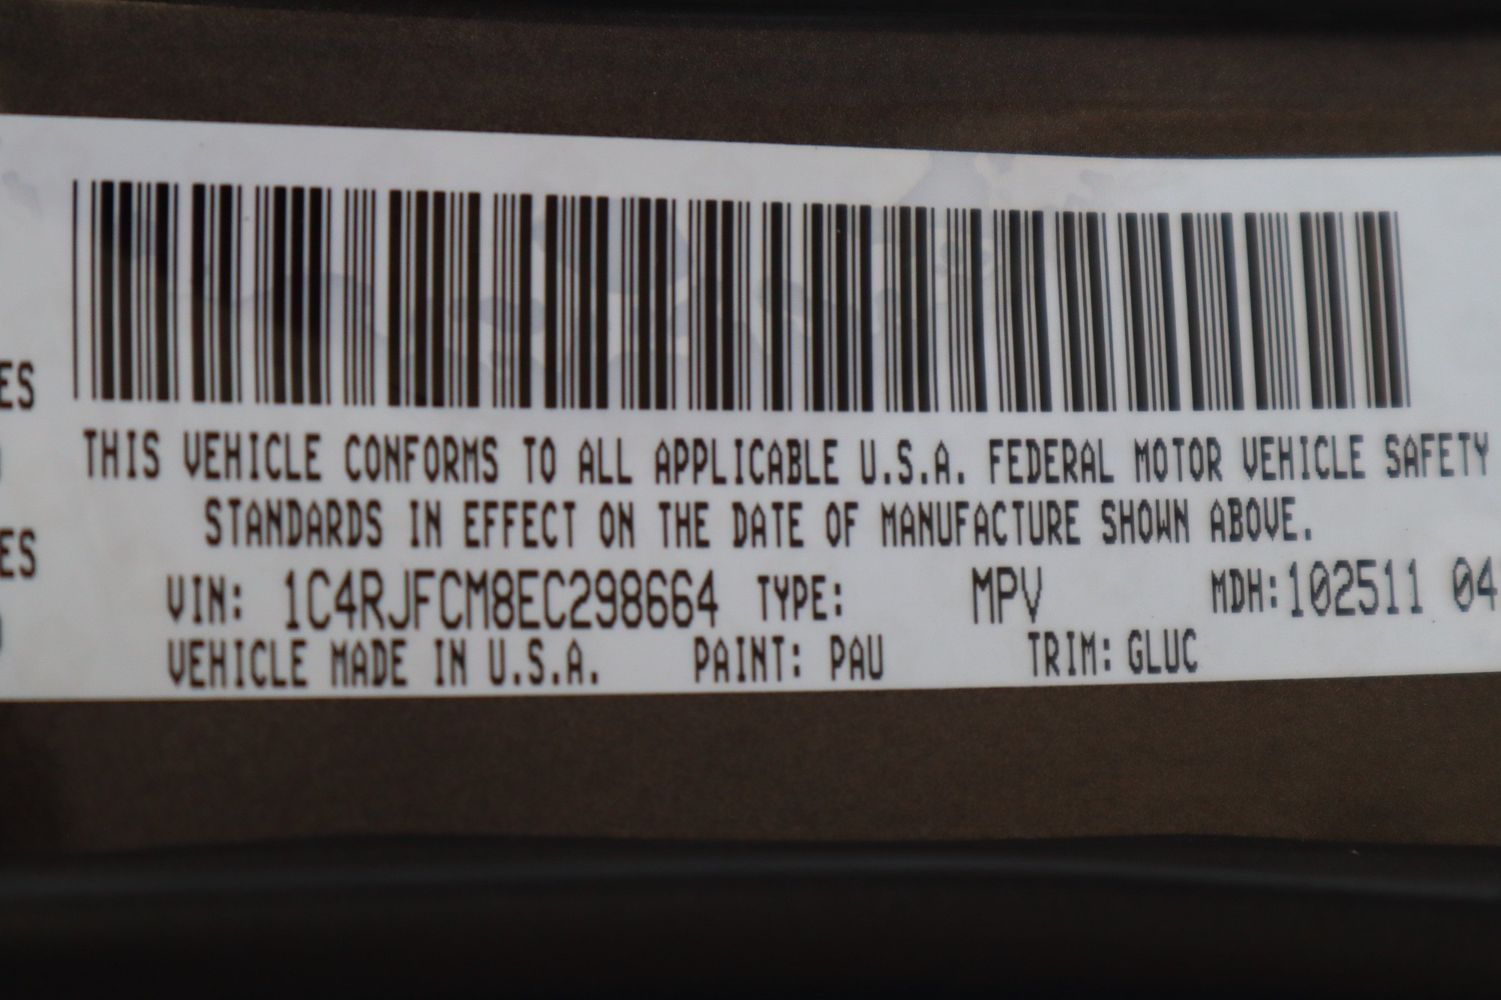 ES
THIS VEHICLE CONFORMS TO ALL APPLICABLE U.S.A. FEDERAL MOTOR VEHICLE SAFETY
STANDARDS IN EFFECT ON THE DATE OF MANUFACTURE SHOWN ABOVE.
ES
VIN: 1C4RJFCM8EC298664 TYPE: MPV MDH:102511 04
VEHICLE MADE IN U.S.A. PAINT: PAU TRIM: GLUC